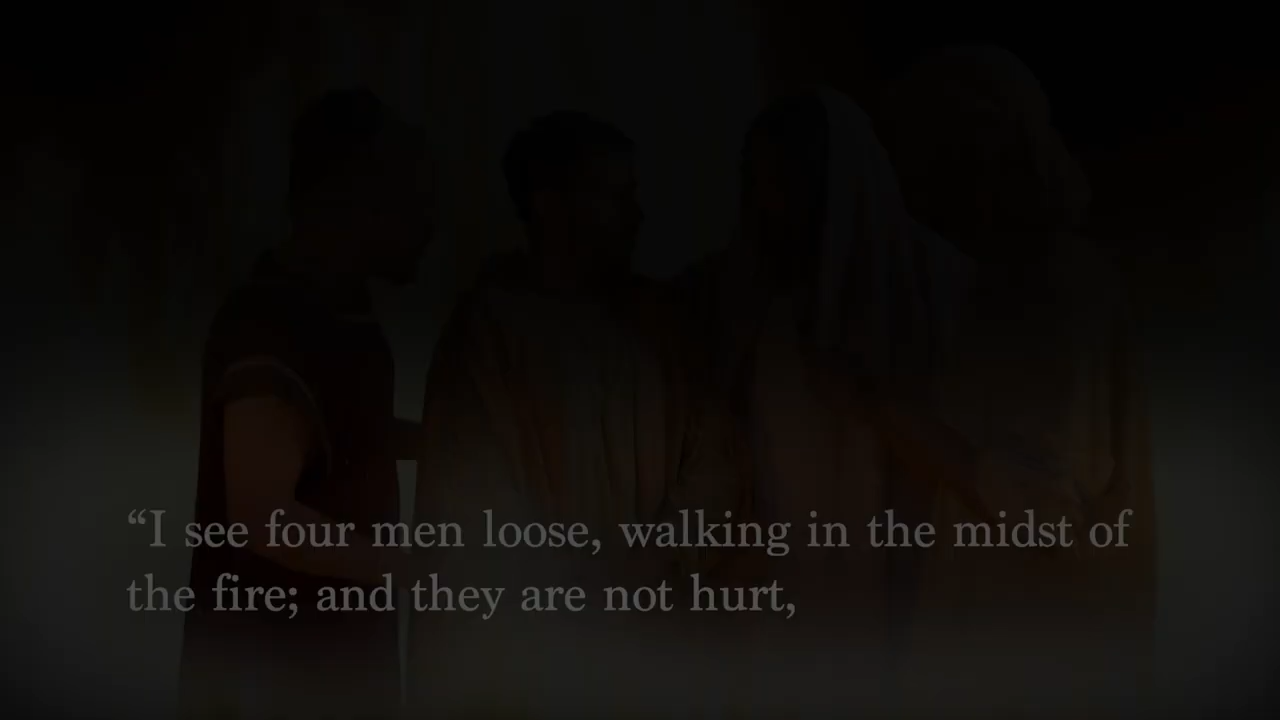 “I see four men loose, walking in the midst of
the fire; and they are not hurt,